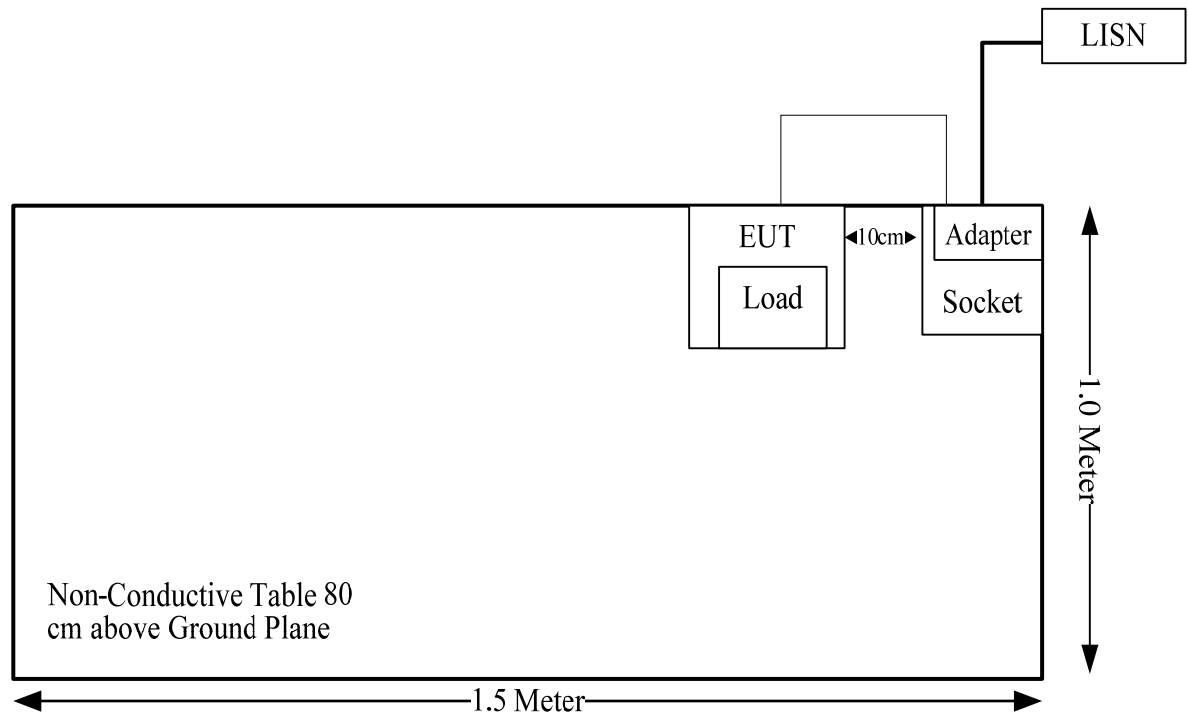 LISN
EUT
10cm
Adapter
Load
Socket
1.0 Meter
Non-Conductive Table 80
cm above Ground Plane
1.5 Meter